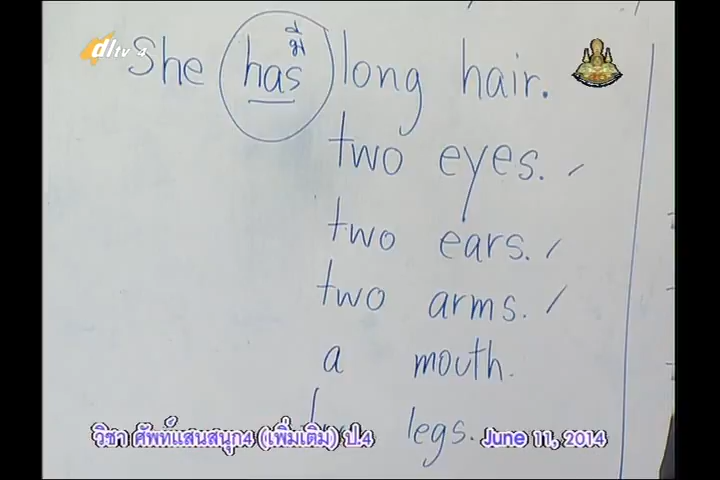 dltv 4
มี
She has long hair.
two eyes. /
two ears. /
two arms. /
a mouth.
legs.
วิชา ศัพท์แสนสนุก4 (เพิ่มเติม) ป.4 June 11, 2014